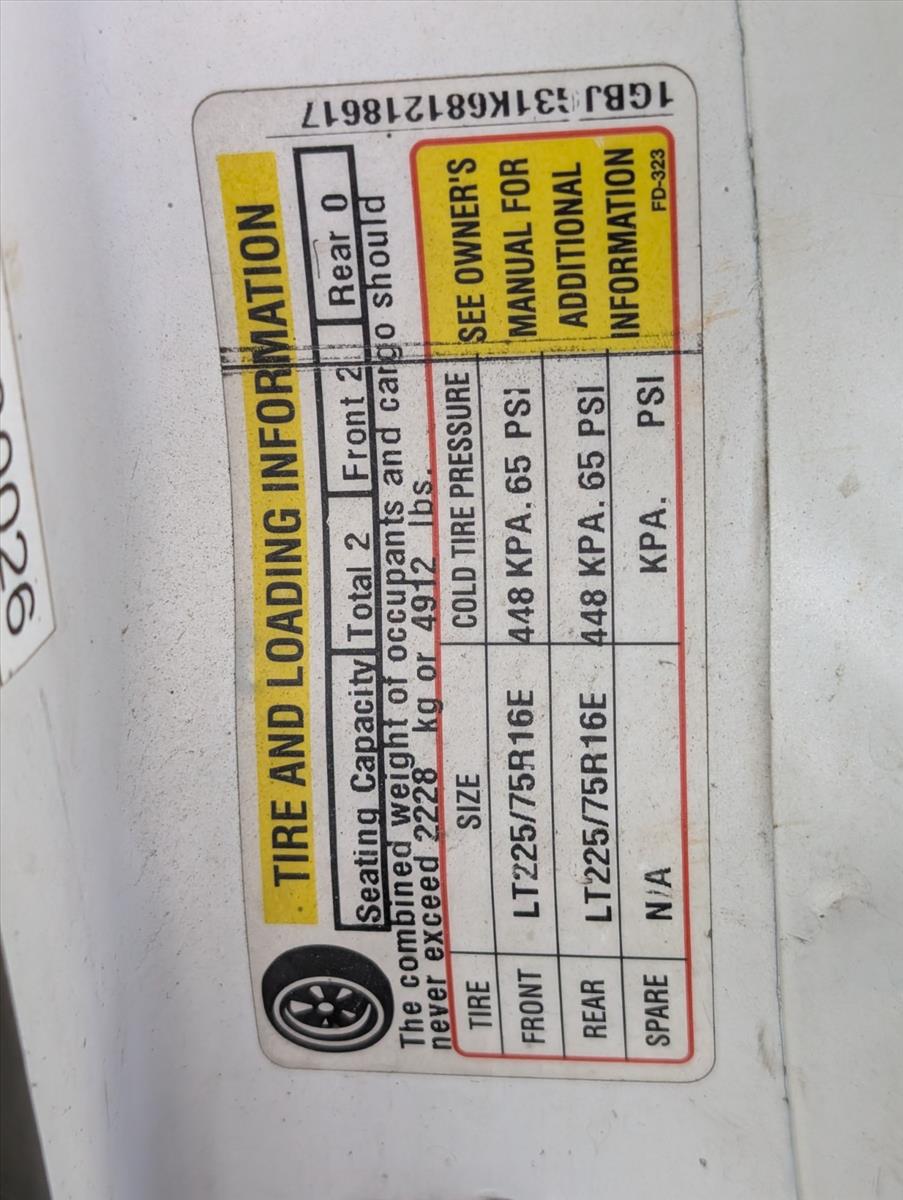 TIRE AND LOADING INFORMATION
Seating Capacity Total 2 Front 2 Rear 0
The combined weight of occupants and cargo should
never exceed 2228 kg or 4912 lbs.
TIRE SIZE COLD TIRE PRESSURE
FRONT LT225/75R16E 448 KPA. 65 PSI
REAR LT225/75R16E 448 KPA. 65 PSI
SPARE N/A KPA. PSI
SEE OWNER'S
MANUAL FOR
ADDITIONAL
INFORMATION
FD-323
1GBJG31K681218617
026